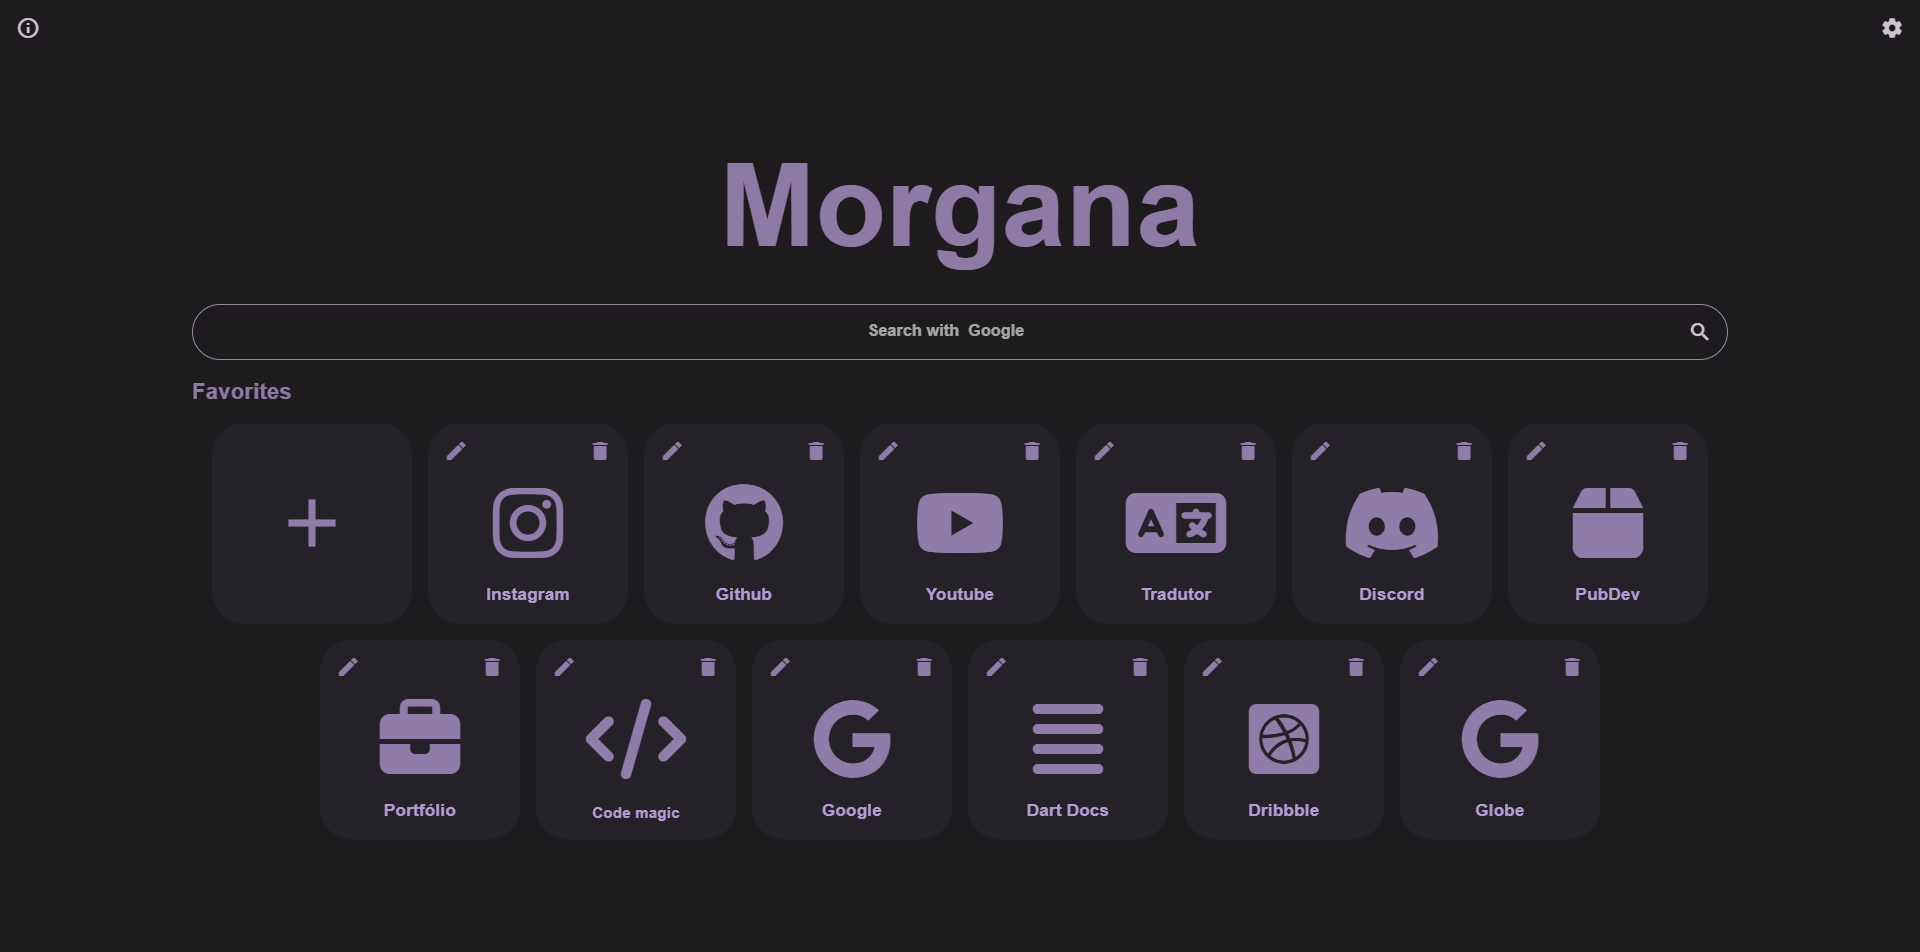 Morgana
Search with  Google
Favorites
Instagram
Github
Youtube
Tradutor
Discord
PubDev
Portfólio
Code magic
Google
Dart Docs
Dribbble
Globe